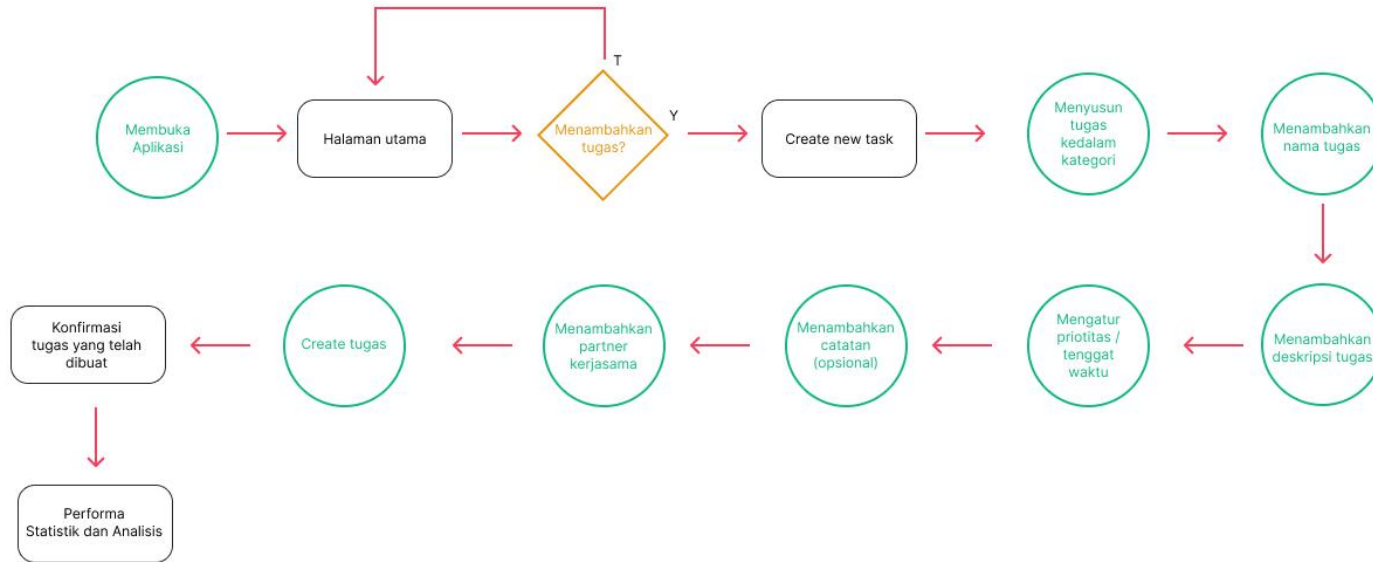 T
Membuka
Aplikasi
Halaman utama
Menambahkan
tugas?
Y
Create new task
Menyusun
tugas
kedalam
kategori
Menambahkan
nama tugas
Menambahkan
deskripsi tugas
Mengatur
priotitas /
tenggat
waktu
Menambahkan
catatan
(opsional)
Menambahkan
partner
kerjasama
Create tugas
Konfirmasi
tugas yang telah
dibuat
Performa
Statistik dan Analisis